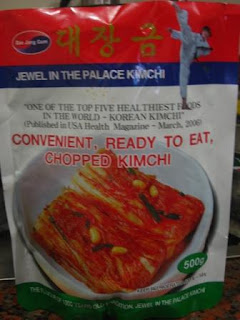 Dae Jang Geum
대장금
JEWEL IN THE PALACE KIMCHI
"ONE OF THE TOP FIVE HEALTHIEST FOODS
IN THE WORLD - KOREAN KIMCHI"
(Published in USA Health Magazine - March, 2006)
CONVENIENT, READY TO EAT,
CHOPPED KIMCHI
500g
JEWEL IN THE PALACE KIMCHI